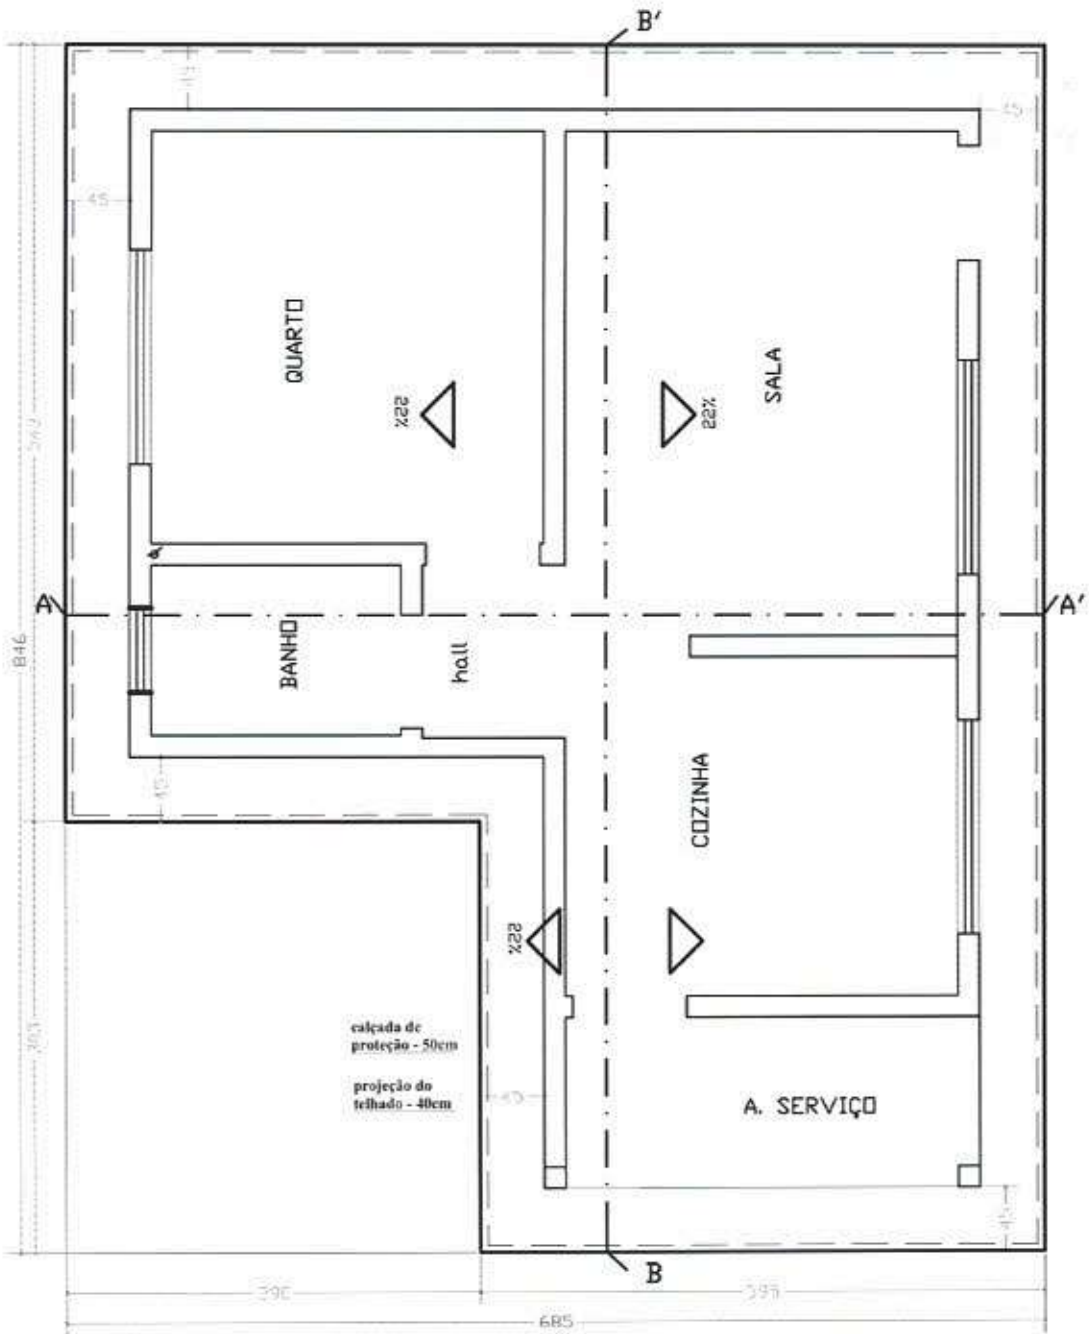 B'
45
45
45
QUARTO
SALA
22%
22%
A
A'
BANHO
hall
846
45
COZINHA
22%
calçada de
proteção - 50cm
projeção do
telhado - 40cm
A. SERVIÇO
45
B
685